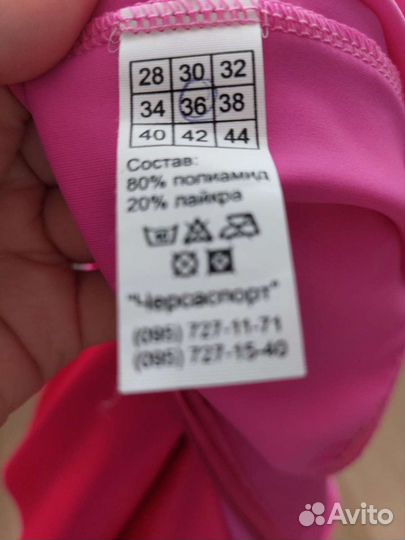 28 30 32
34 36 38
40 42 44
Состав:
80% полиамид
20% лайкра
"Черсаспорт"
(095) 727-11-71
(095) 727-15-40
Avito